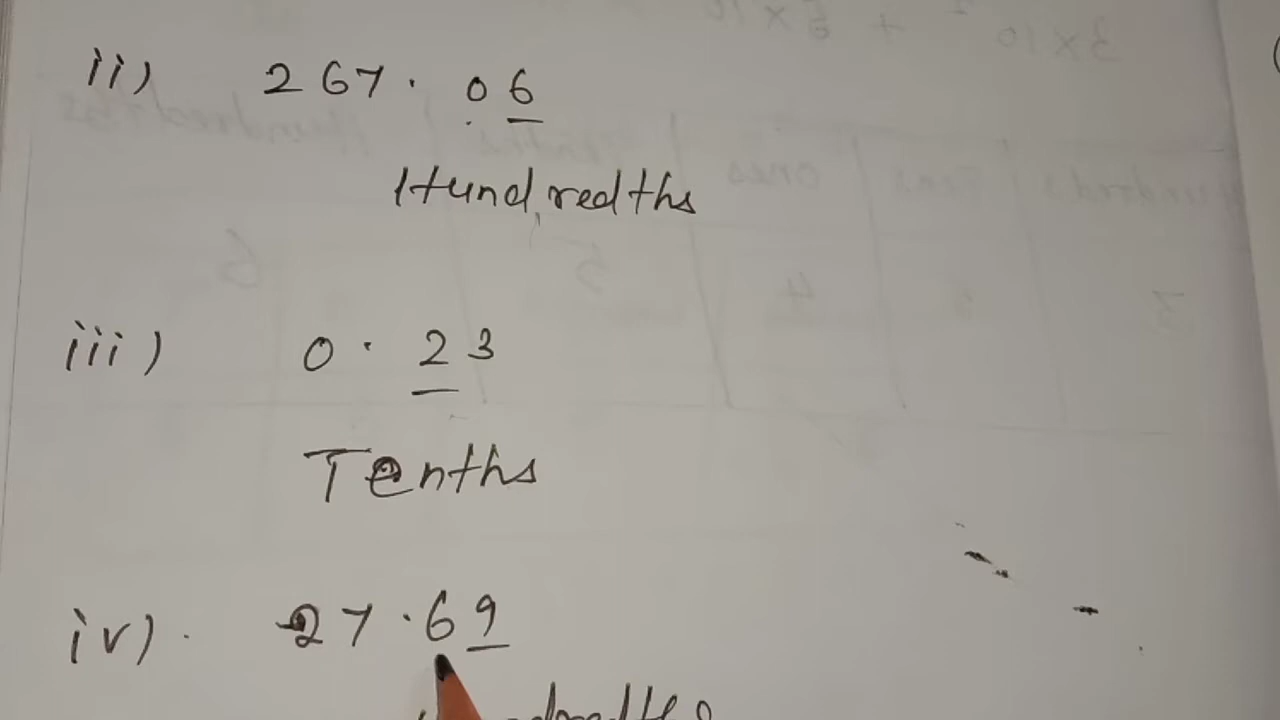 ii) 267.06
Hundredths
iii) 0.23
Tenths
iv). 27.69